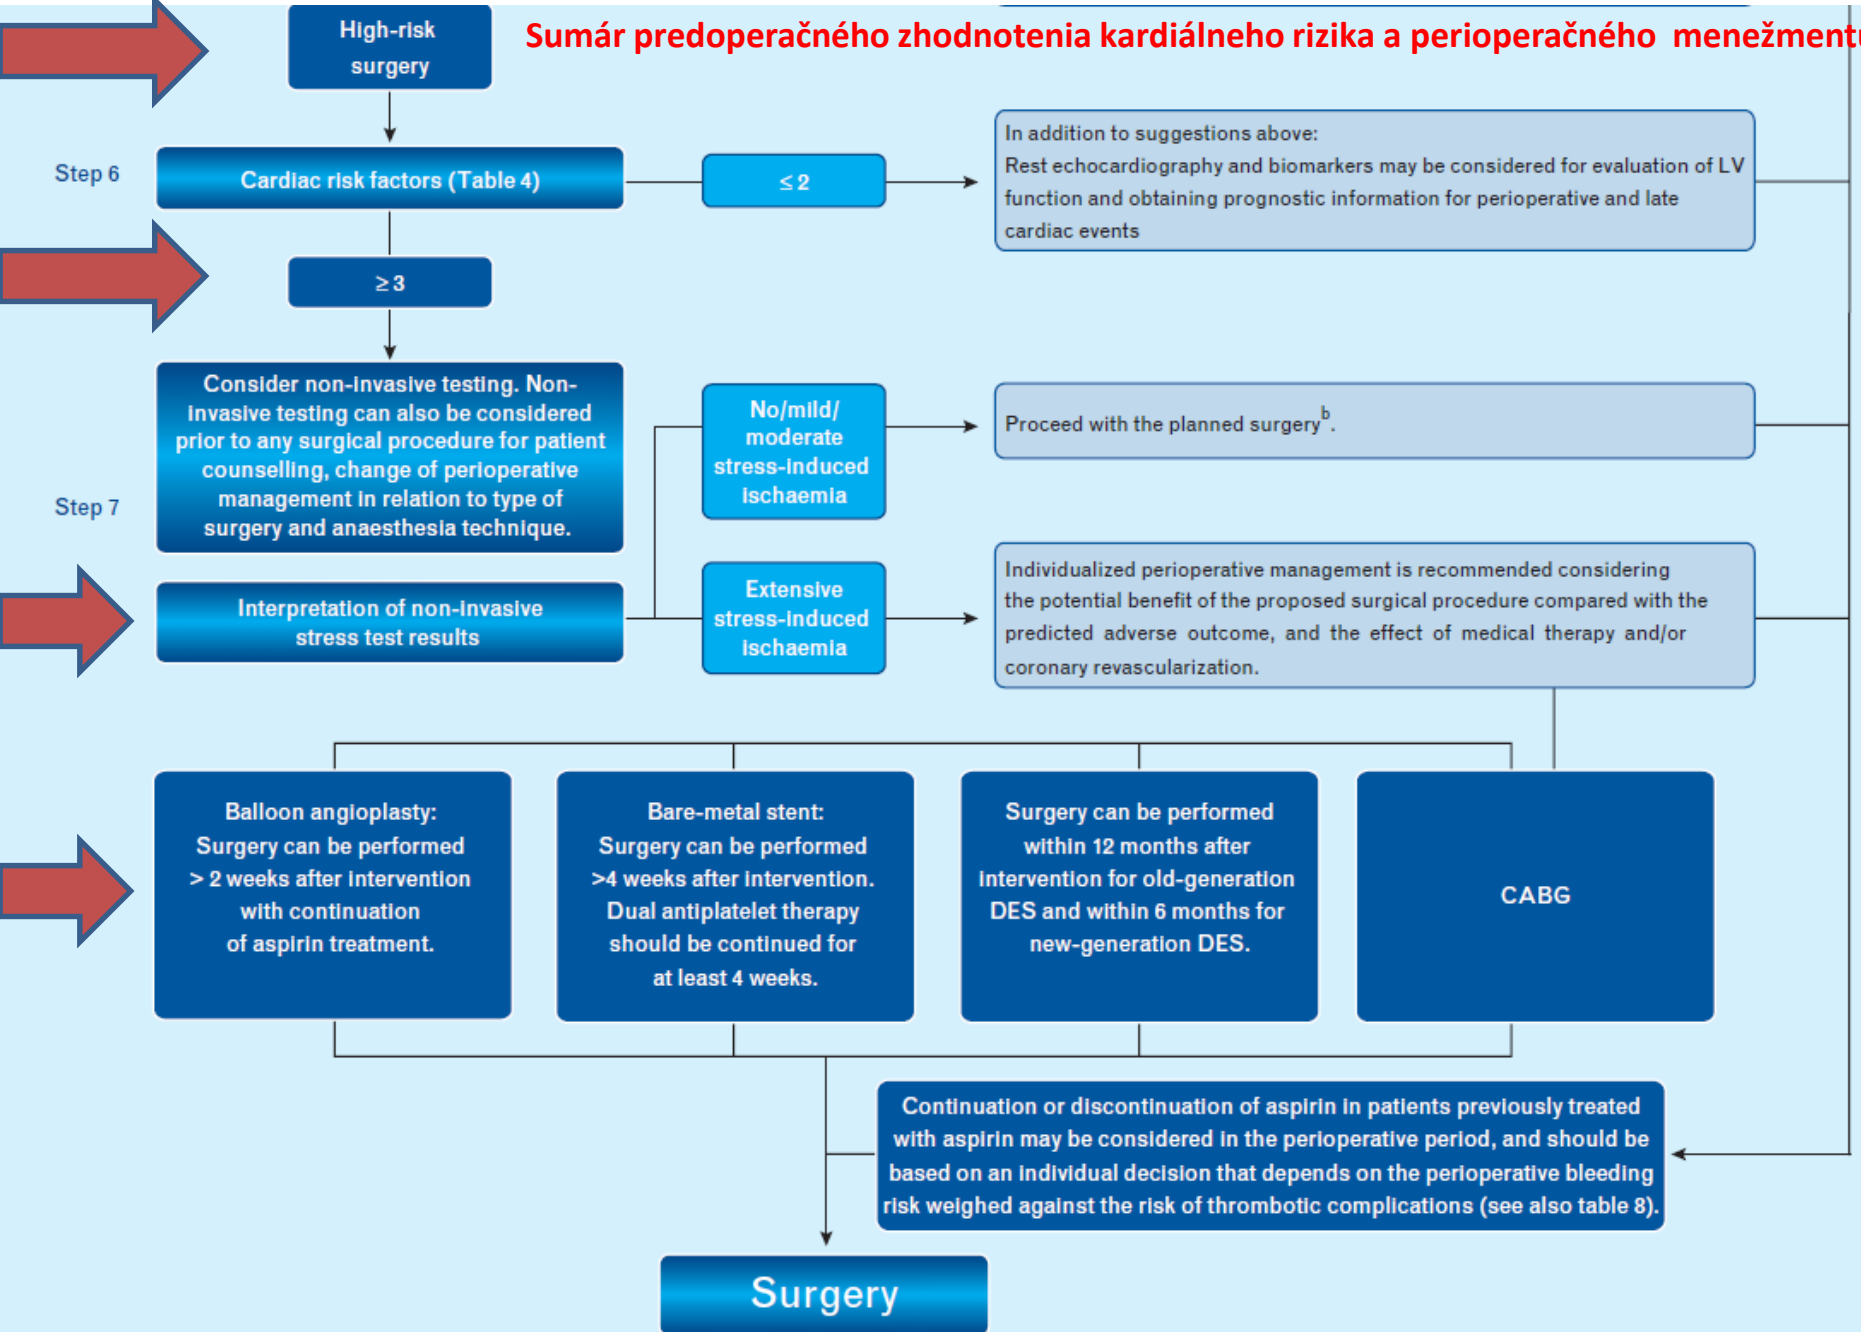 High-risk
surgery
Sumár predoperačného zhodnotenia kardiálneho rizika a perioperačného menežmentu
Step 6
Cardiac risk factors (Table 4)
≤ 2
In addition to suggestions above:
Rest echocardiography and biomarkers may be considered for evaluation of LV
function and obtaining prognostic information for perioperative and late
cardiac events
≥ 3
Step 7
Consider non-invasive testing. Non-
invasive testing can also be considered
prior to any surgical procedure for patient
counselling, change of perioperative
management in relation to type of
surgery and anaesthesia technique.
No/mild/
moderate
stress-induced
ischaemia
Proceed with the planned surgery^b.
Interpretation of non-invasive
stress test results
Extensive
stress-induced
ischaemia
Individualized perioperative management is recommended considering
the potential benefit of the proposed surgical procedure compared with the
predicted adverse outcome, and the effect of medical therapy and/or
coronary revascularization.
Balloon angioplasty:
Surgery can be performed
> 2 weeks after intervention
with continuation
of aspirin treatment.
Bare-metal stent:
Surgery can be performed
>4 weeks after intervention.
Dual antiplatelet therapy
should be continued for
at least 4 weeks.
Surgery can be performed
within 12 months after
intervention for old-generation
DES and within 6 months for
new-generation DES.
CABG
Continuation or discontinuation of aspirin in patients previously treated
with aspirin may be considered in the perioperative period, and should be
based on an individual decision that depends on the perioperative bleeding
risk weighed against the risk of thrombotic complications (see also table 8).
Surgery